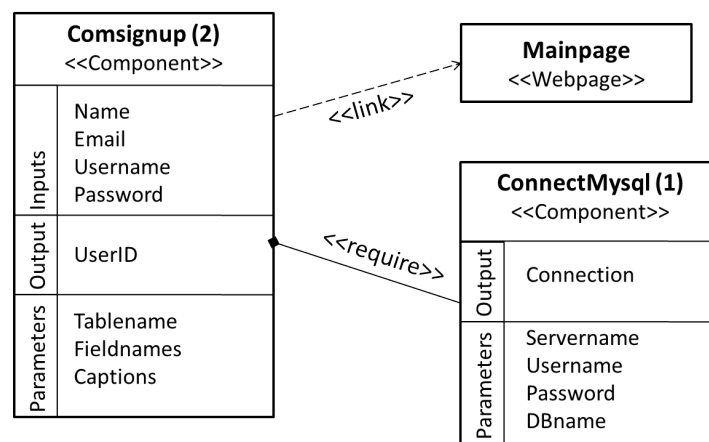 Comsignup (2)
<<Component>>
Inputs
Name
Email
Username
Password
Output
UserID
Parameters
Tablename
Fieldnames
Captions
<<link>>
<<require>>
Mainpage
<<Webpage>>
ConnectMysql (1)
<<Component>>
Output
Connection
Parameters
Servername
Username
Password
DBname